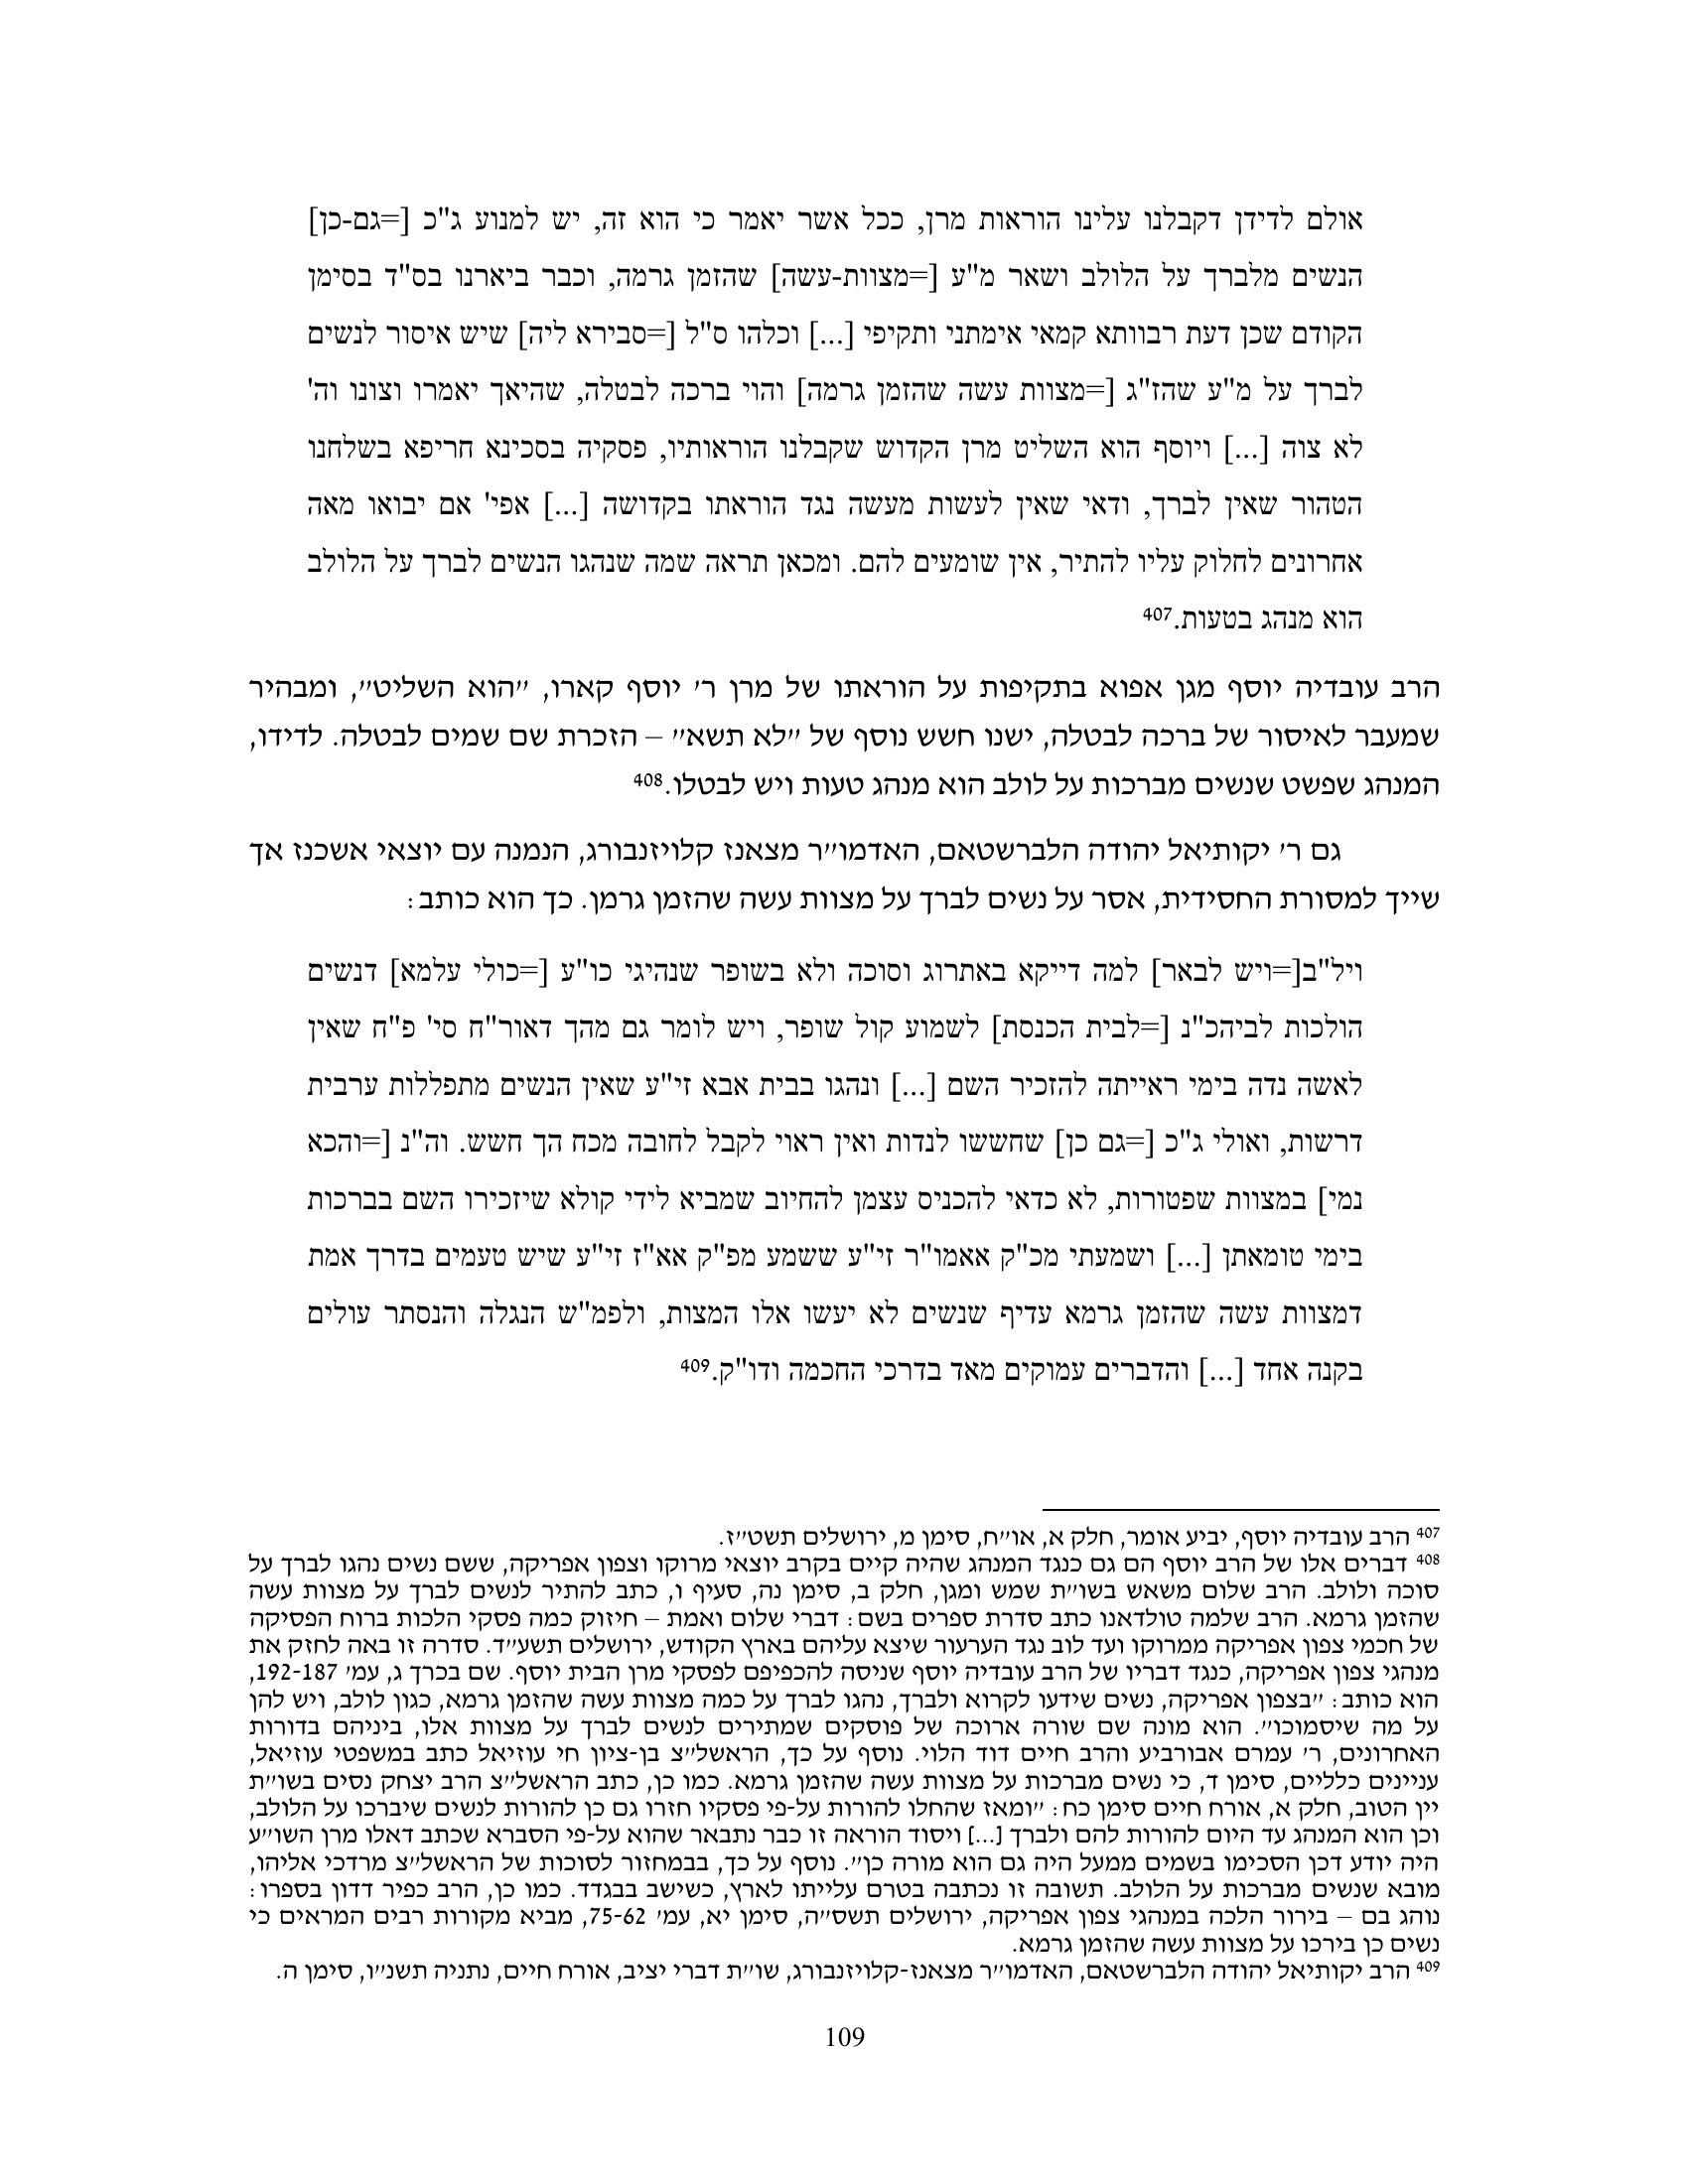 אולם לדידן דקבלנו עלינו הוראות מרן, ככל אשר יאמר כי הוא זה, יש למנוע ג"כ [=גם-כן]
הנשים מלברך על הלולב ושאר מ"ע [=מצוות-עשה] שהזמן גרמה, וכבר ביארנו בס"ד בסימן
הקודם שכן דעת רבוותא קמאי אימתני ותקיפי [...] וכלהו ס"ל [=סבירא ליה] שיש איסור לנשים
לברך על מ"ע שהז"ג [=מצוות עשה שהזמן גרמה] והוי ברכה לבטלה, שהיאך יאמרו וצונו וה'
לא צוה [...] ויוסף הוא השליט מרן הקדוש שקבלנו הוראותיו, פסקיה בסכינא חריפא בשלחנו
הטהור שאין לברך, ודאי שאין לעשות מעשה נגד הוראתו בקדושה [...] אפי' אם יבואו מאה
אחרונים לחלוק עליו להתיר, אין שומעים להם. ומכאן תראה שמה שנהגו הנשים לברך על הלולב
הוא מנהג בטעות.407
הרב עובדיה יוסף מגן אפוא בתקיפות על הוראתו של מרן ר׳ יוסף קארו, ״הוא השליט״, ומבהיר
שמעבר לאיסור של ברכה לבטלה, ישנו חשש נוסף של ״לא תשא״ – הזכרת שם שמים לבטלה. לדידו,
המנהג שפשט שנשים מברכות על לולב הוא מנהג טעות ויש לבטלו.408
גם ר׳ יקותיאל יהודה הלברשטאם, האדמו״ר מצאנז קלויזנבורג, הנמנה עם יוצאי אשכנז אך
שייך למסורת החסידית, אסר על נשים לברך על מצוות עשה שהזמן גרמן. כך הוא כותב:
ויל"ב[=ויש לבאר] למה דייקא באתרוג וסוכה ולא בשופר שנהיגי כו"ע [=כולי עלמא] דנשים
הולכות לביהכ"נ [=לבית הכנסת] לשמוע קול שופר, ויש לומר גם מהך דאור"ח סי' פ"ח שאין
לאשה נדה בימי ראייתה להזכיר השם [...] ונהגו בבית אבא זי"ע שאין הנשים מתפללות ערבית
דרשות, ואולי ג"כ [=גם כן] שחששו לנדות ואין ראוי לקבל לחובה מכח הך חשש. וה"נ [=והכא
נמי] במצוות שפטורות, לא כדאי להכניס עצמן להחיוב שמביא לידי קולא שיזכירו השם בברכות
בימי טומאתן [...] ושמעתי מכ"ק אאמו"ר זי"ע ששמע מפ"ק אא"ז זי"ע שיש טעמים בדרך אמת
דמצוות עשה שהזמן גרמא עדיף שנשים לא יעשו אלו המצות, ולפמ"ש הנגלה והנסתר עולים
בקנה אחד [...] והדברים עמוקים מאד בדרכי החכמה ודו"ק.409
407 הרב עובדיה יוסף, יביע אומר, חלק א, או״ח, סימן מ, ירושלים תשט״ז.
408 דברים אלו של הרב יוסף הם גם כנגד המנהג שהיה קיים בקרב יוצאי מרוקו וצפון אפריקה, ששם נשים נהגו לברך על
סוכה ולולב. הרב שלום משאש בשו״ת שמש ומגן, חלק ב, סימן נה, סעיף ו, כתב להתיר לנשים לברך על מצוות עשה
שהזמן גרמא. הרב שלמה טולדאנו כתב סדרת ספרים בשם: דברי שלום ואמת – חיזוק כמה פסקי הלכות ברוח הפסיקה
של חכמי צפון אפריקה ממרוקו ועד לוב נגד הערעור שיצא עליהם בארץ הקודש, ירושלים תשע״ד. סדרה זו באה לחזק את
מנהגי צפון אפריקה, כנגד דבריו של הרב עובדיה יוסף שניסה להכפיפם לפסקי מרן הבית יוסף. שם בכרך ג, עמ׳ 192-187,
הוא כותב: ״בצפון אפריקה, נשים שידעו לקרוא ולברך, נהגו לברך על כמה מצוות עשה שהזמן גרמא, כגון לולב, ויש להן
על מה שיסמוכו״. הוא מונה שם שורה ארוכה של פוסקים שמתירים לנשים לברך על מצוות אלו, ביניהם בדורות
האחרונים, ר׳ עמרם אבורביע והרב חיים דוד הלוי. נוסף על כך, הראשל״צ בן-ציון חי עוזיאל כתב במשפטי עוזיאל,
עניינים כלליים, סימן ד, כי נשים מברכות על מצוות עשה שהזמן גרמא. כמו כן, כתב הראשל״צ הרב יצחק נסים בשו״ת
יין הטוב, חלק א, אורח חיים סימן כח: ״ומאז שהחלו להורות על-פי פסקיו חזרו גם כן להורות לנשים שיברכו על הלולב,
וכן הוא המנהג עד היום להורות להם ולברך [...] ויסוד הוראה זו כבר נתבאר שהוא על-פי הסברא שכתב דאלו מרן השו״ע
היה יודע דכן הסכימו בשמים ממעל היה גם הוא מורה כן״. נוסף על כך, בבמחזור לסוכות של הראשל״צ מרדכי אליהו,
מובא שנשים מברכות על הלולב. תשובה זו נכתבה בטרם עלייתו לארץ, כשישב בבגדד. כמו כן, הרב כפיר דדון בספרו:
נוהג בם – בירור הלכה במנהגי צפון אפריקה, ירושלים תשס״ה, סימן יא, עמ׳ 75-62, מביא מקורות רבים המראים כי
נשים כן בירכו על מצוות עשה שהזמן גרמא.
409 הרב יקותיאל יהודה הלברשטאם, האדמו״ר מצאנז-קלויזנבורג, שו״ת דברי יציב, אורח חיים, נתניה תשנ״ו, סימן ה.
109